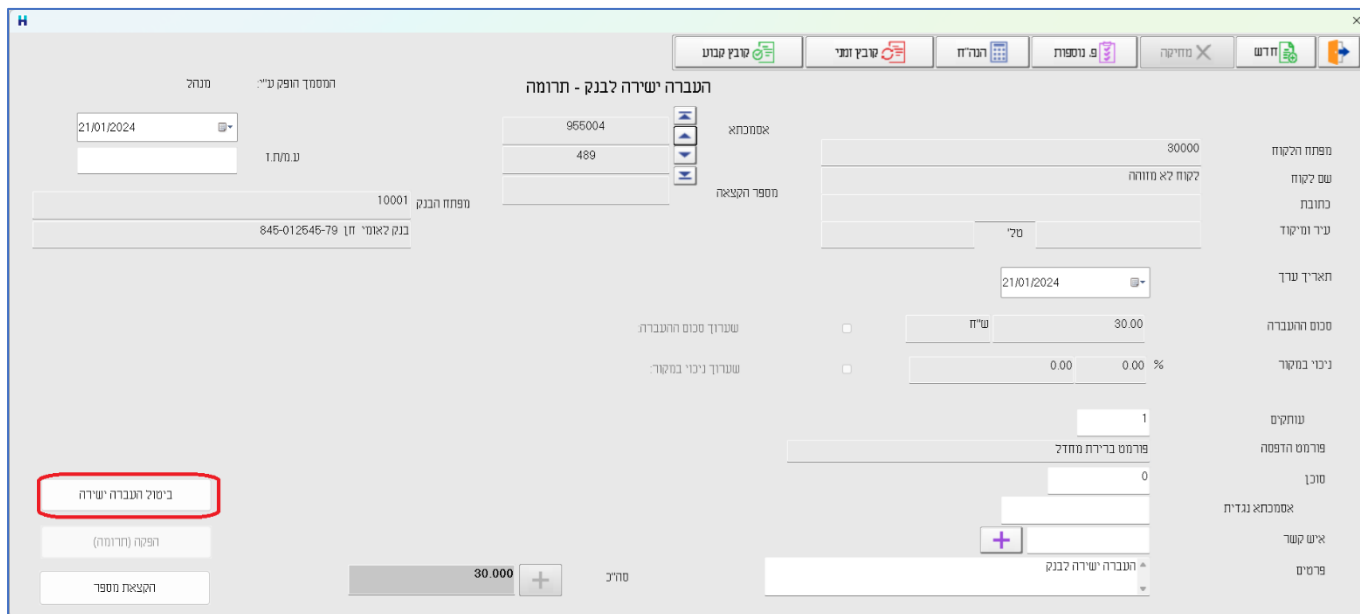 H
חדש
מחיקה
פ. נוספות
הנה"ח
קובץ זמני
קובץ קבוע
העברה ישירה לבנק - תרומה
המסמך הופק ע"י:
מנהל
21/01/2024
ע.מ/ת.ז
אסמכתא
955004
489
מספר הקצאה
מפתח הבנק 10001
בנק לאומי חן 845-012545-79
מפתח הלקוח 30000
שם לקוח לקוח לא מזוהה
כתובת
עיר ומיקוד
טל'
תאריך ערך 21/01/2024
סכום ההעברה 30.00 ש"ח
שערוך סכום ההעברה:
ניכוי במקור % 0.00 0.00
שערוך ניכוי במקור:
עותקים 1
פורמט הדפסה פורמט ברירת מחדל
סוכן 0
אסמכתא נגדית
איש קשר
פרטים העברה ישירה לבנק
סה"כ 30.000
ביטול העברה ישירה
הפקה (תרומה)
הקצאת מספר